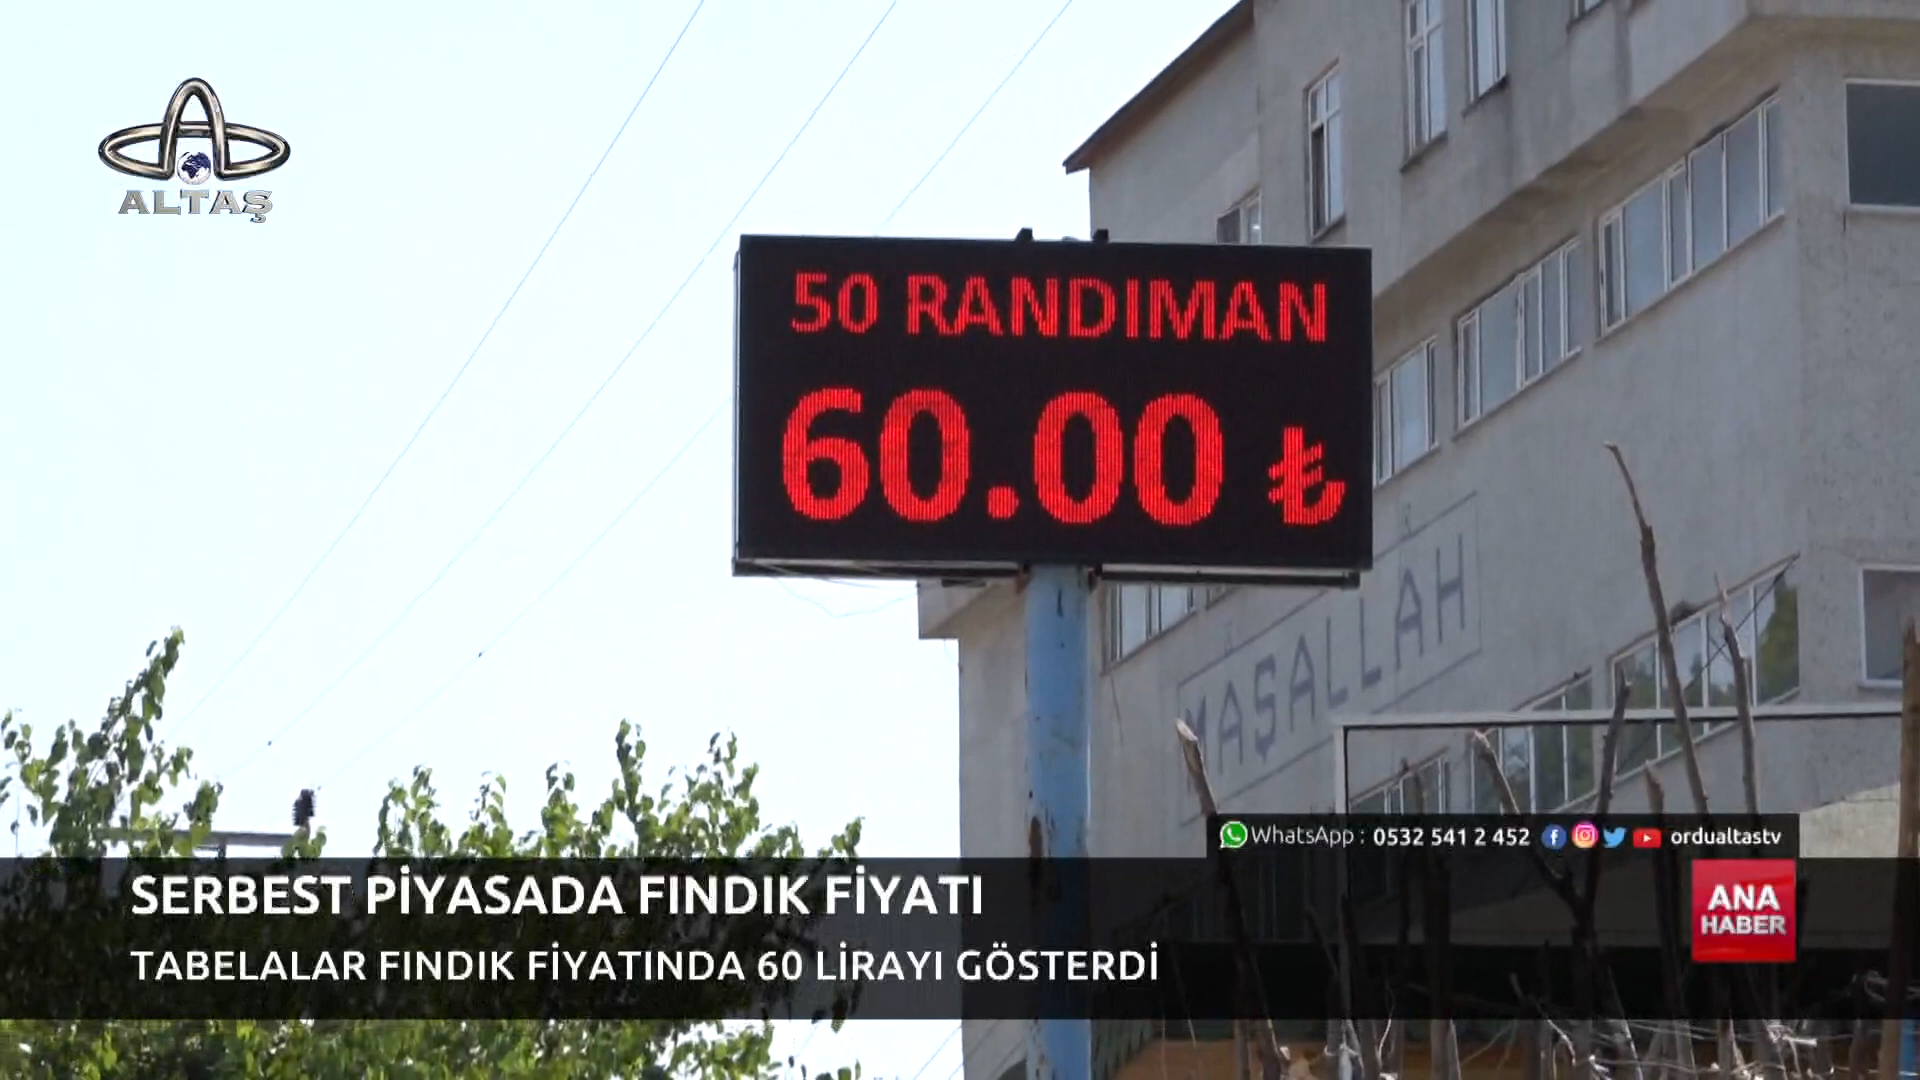 ALTAŞ
50 RANDIMAN
60.00 ₺
MAŞALLAH
WhatsApp : 0532 541 2 452 ordualtastv
SERBEST PİYASADA FINDIK FİYATI
TABELALAR FINDIK FİYATINDA 60 LİRAYI GÖSTERDİ
ANA
HABER